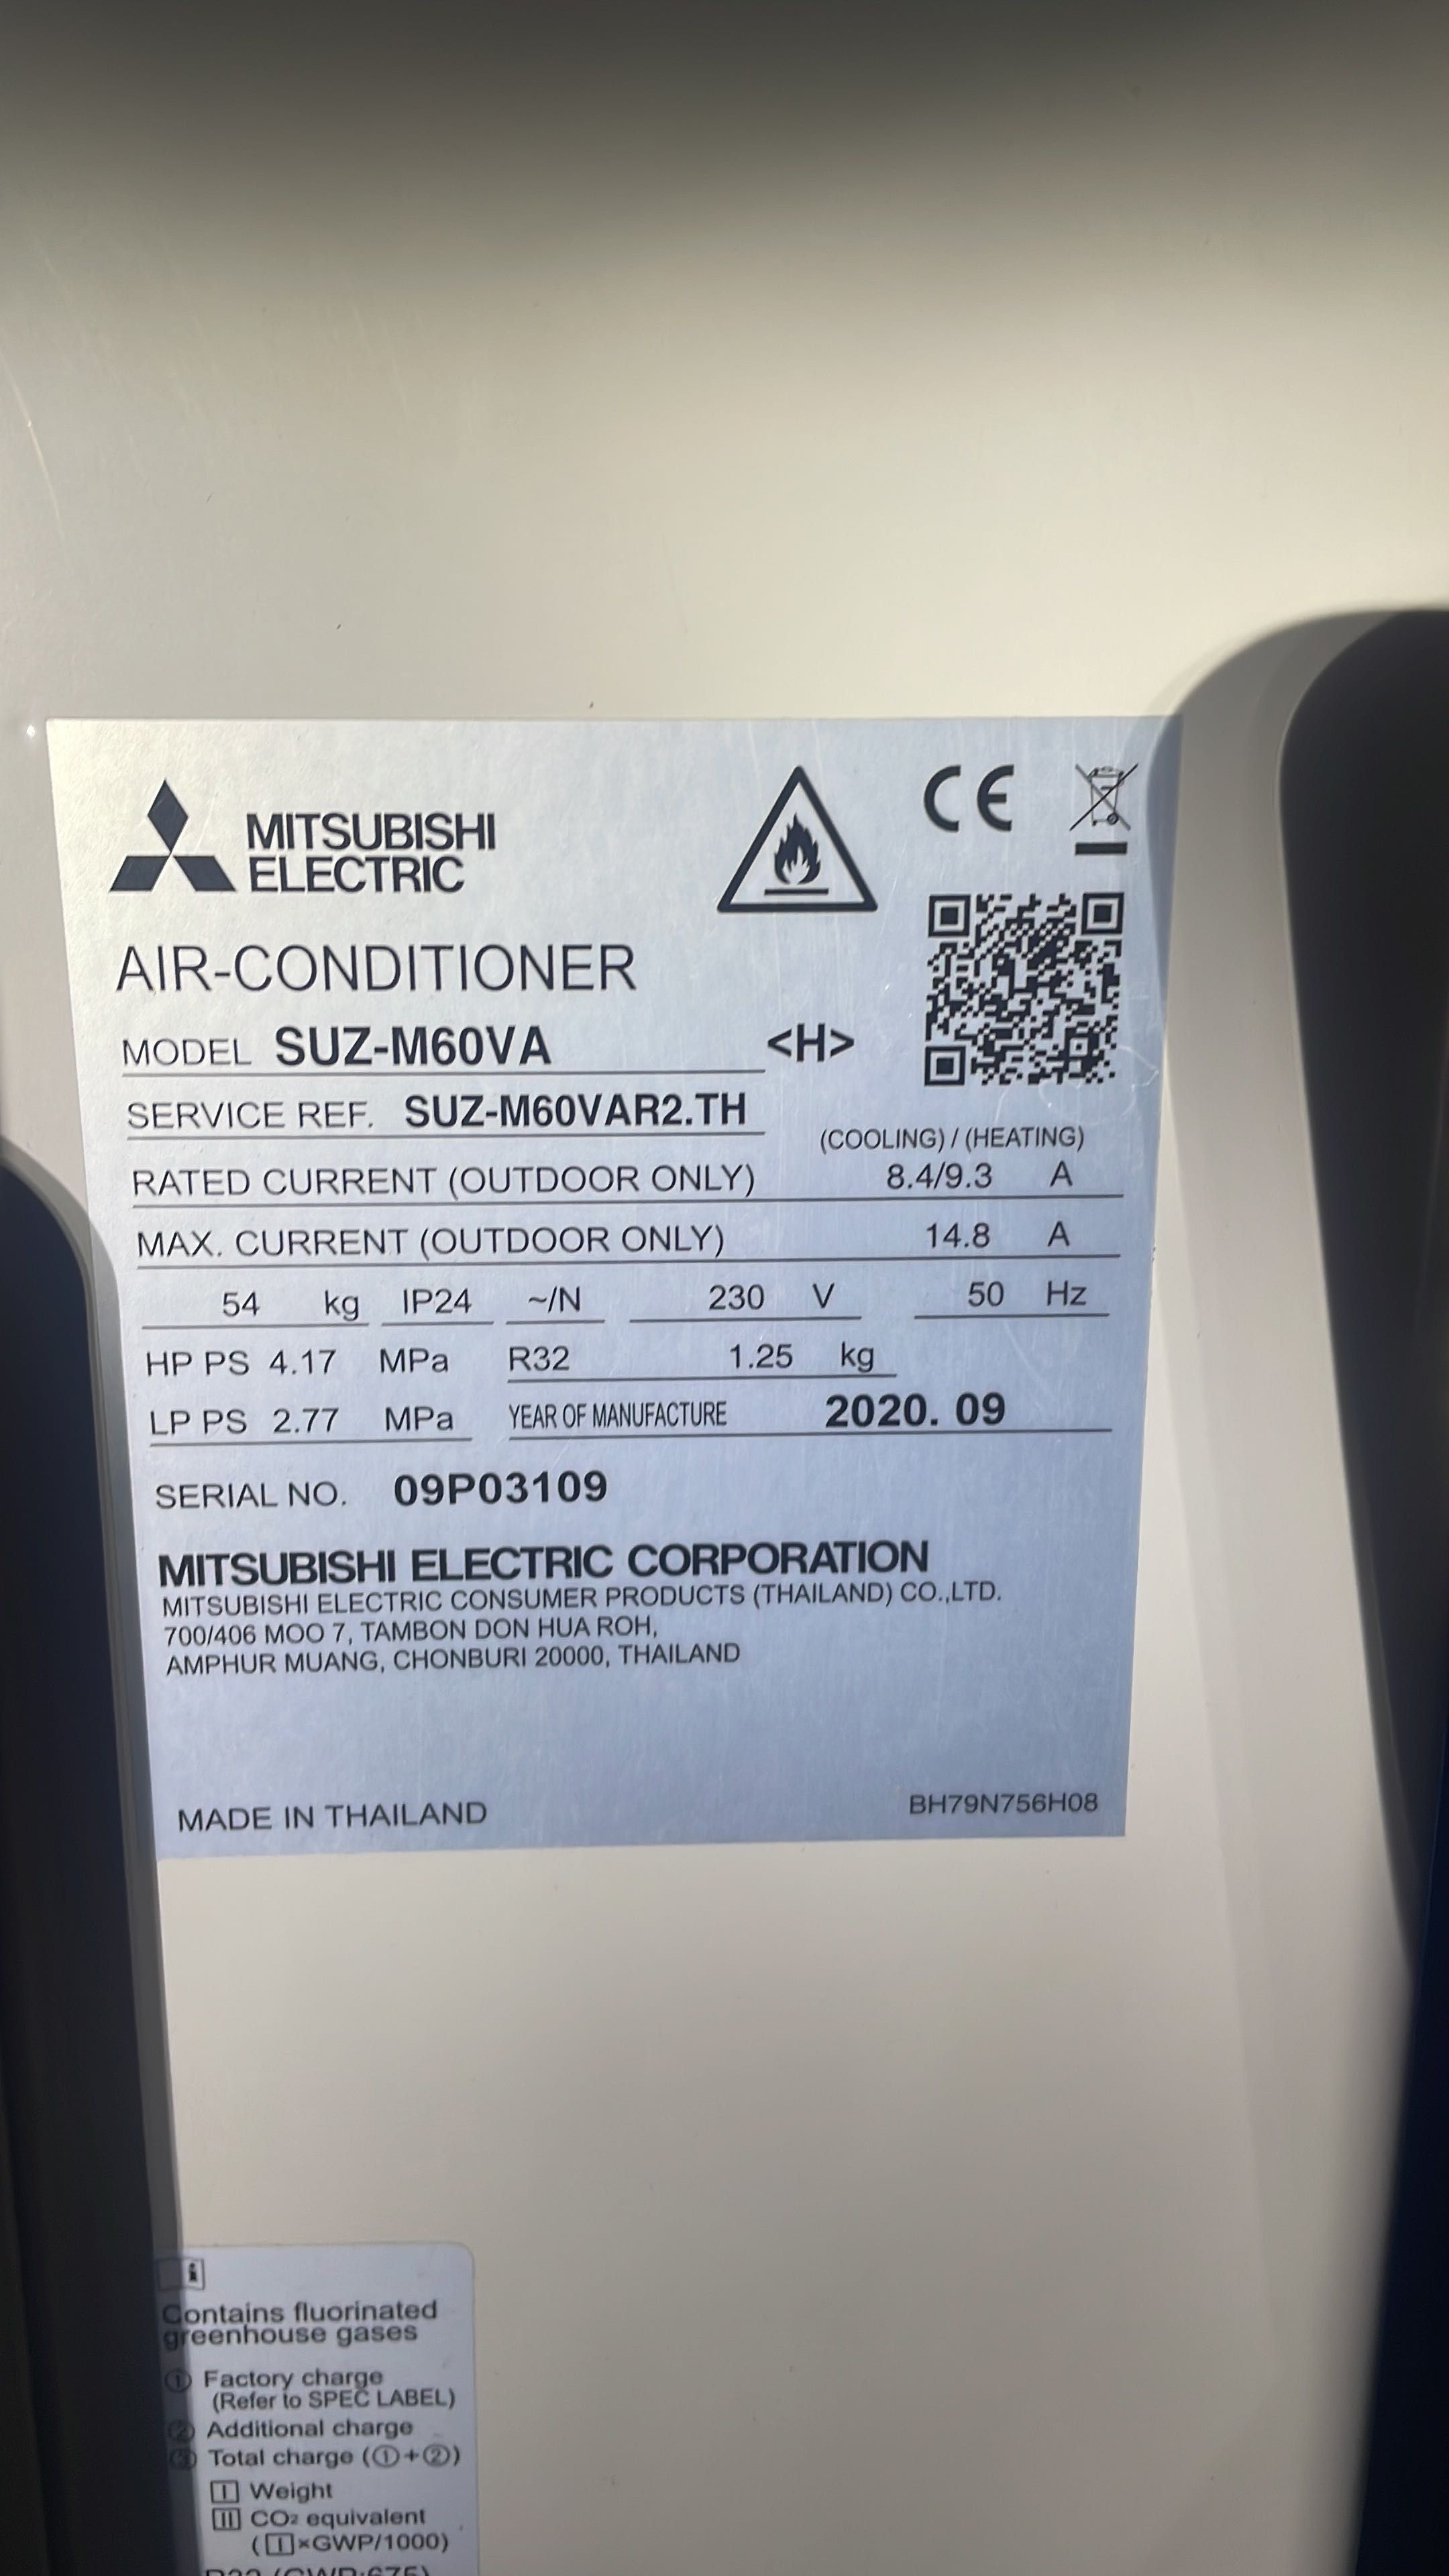 MITSUBISHI
ELECTRIC
CE
AIR-CONDITIONER
MODEL SUZ-M60VA <H>
SERVICE REF. SUZ-M60VAR2.TH
(COOLING) / (HEATING)
RATED CURRENT (OUTDOOR ONLY) 8.4/9.3 A
MAX. CURRENT (OUTDOOR ONLY) 14.8 A
54 kg IP24 ~/N 230 V 50 Hz
HP PS 4.17 MPa R32 1.25 kg
LP PS 2.77 MPa YEAR OF MANUFACTURE 2020. 09
SERIAL NO. 09P03109
MITSUBISHI ELECTRIC CORPORATION
MITSUBISHI ELECTRIC CONSUMER PRODUCTS (THAILAND) CO.,LTD.
700/406 MOO 7, TAMBON DON HUA ROH,
AMPHUR MUANG, CHONBURI 20000, THAILAND
MADE IN THAILAND BH79N756H08
Contains fluorinated
greenhouse gases
① Factory charge
(Refer to SPEC LABEL)
② Additional charge
③ Total charge (①+②)
I Weight
II CO₂ equivalent
(I×GWP/1000)
R32 (GWP:675)